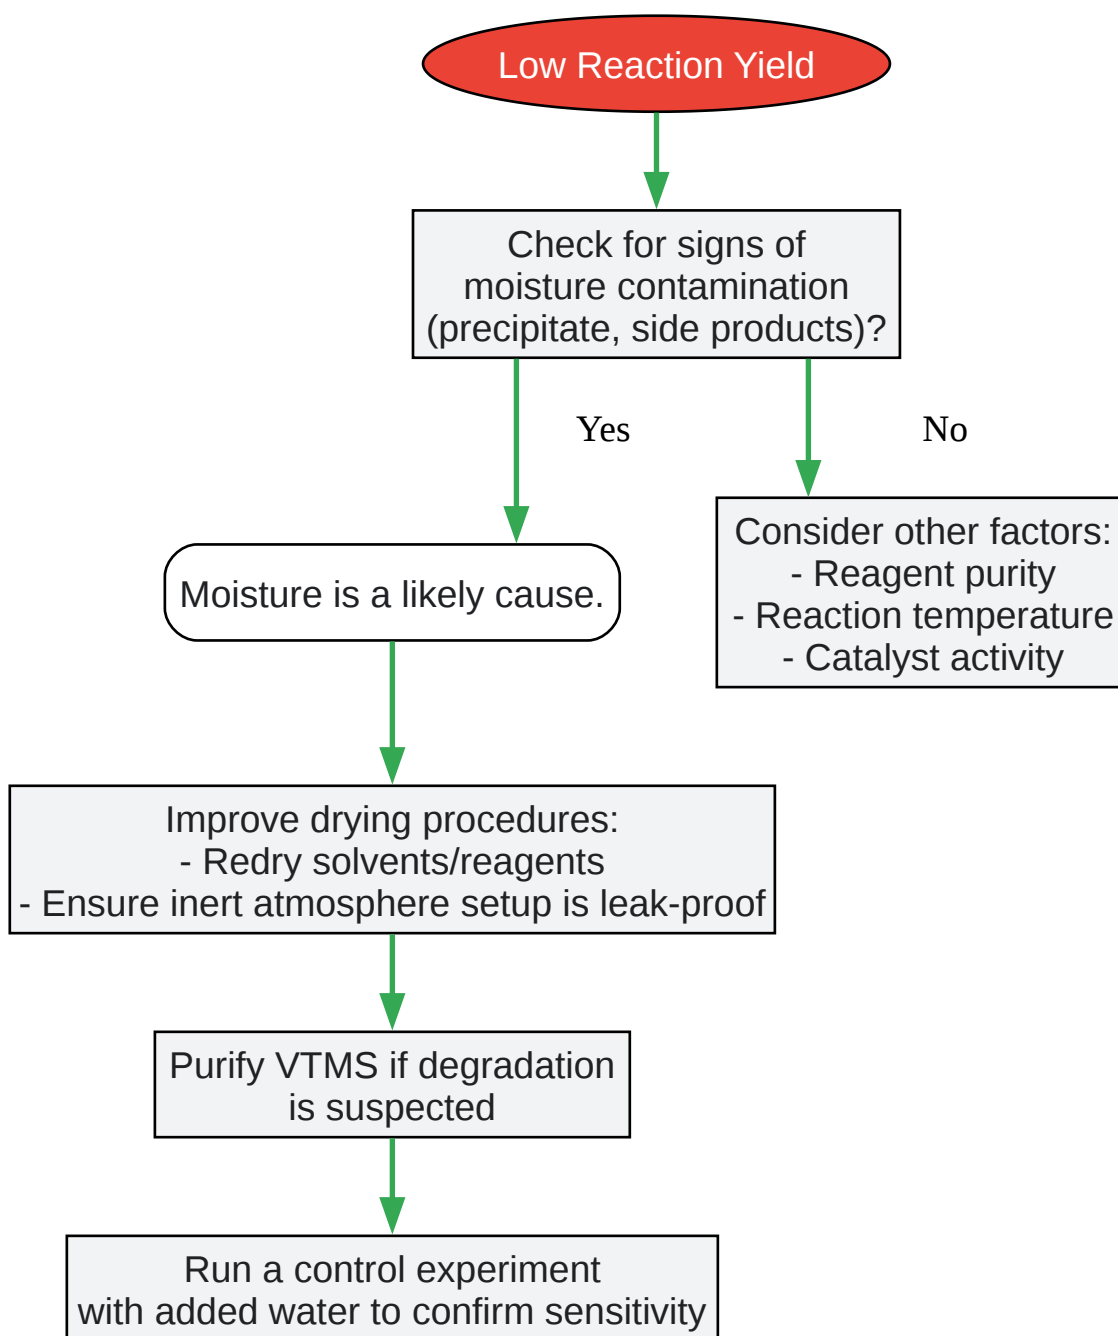 Low Reaction Yield
Check for signs of
moisture contamination
(precipitate, side products)?
Yes
No
Consider other factors:
- Reagent purity
- Reaction temperature
- Catalyst activity
Moisture is a likely cause.
Improve drying procedures:
- Redry solvents/reagents
- Ensure inert atmosphere setup is leak-proof
Purify VTMS if degradation
is suspected
Run a control experiment
with added water to confirm sensitivity